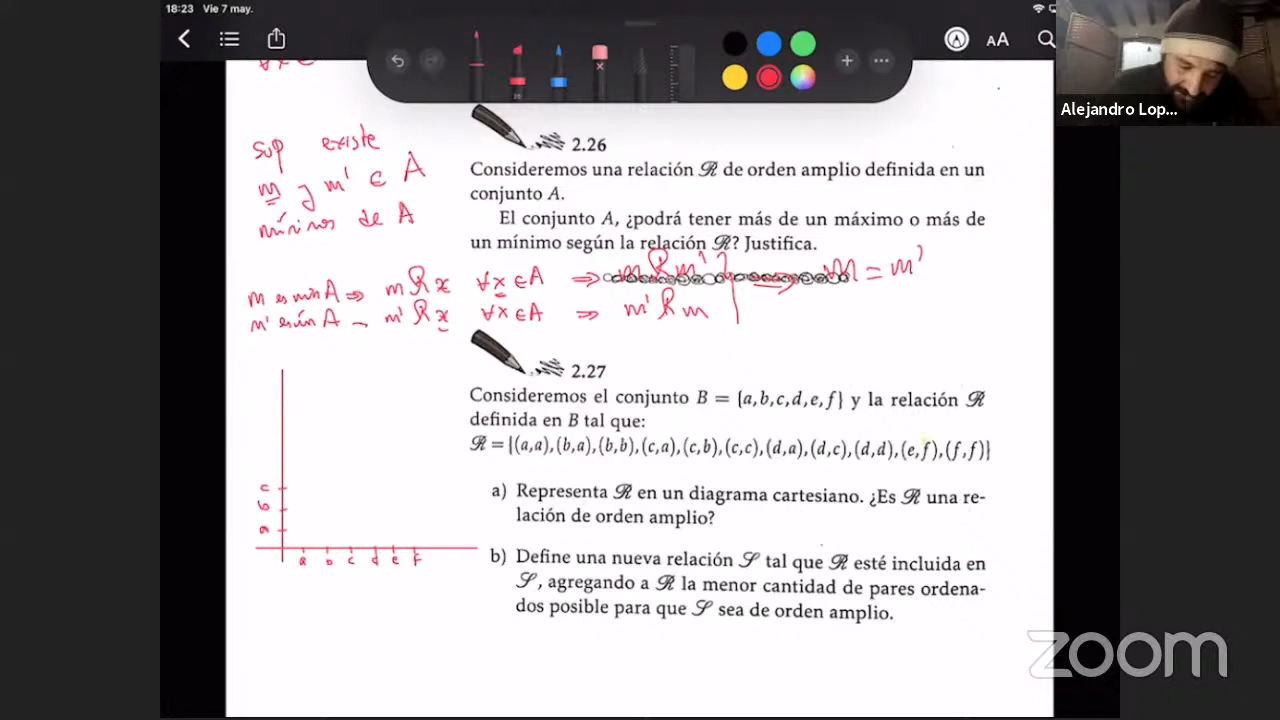 18:23 Vie 7 may.
AA
Alejandro Lop...
∀x ∈
sup existe
m y m' ∈ A
mínimos de A
2.26
Consideremos una relación ℛ de orden amplio definida en un
conjunto A.
El conjunto A, ¿podrá tener más de un máximo o más de
un mínimo según la relación ℛ? Justifica.
m es min A ⇒ m ℛ x ∀x ∈ A ⇒ m ℛ m' } ⇒ m = m'
m' es min A → m' ℛ x ∀x ∈ A ⇒ m' ℛ m
2.27
Consideremos el conjunto B = {a,b,c,d,e,f} y la relación ℛ
definida en B tal que:
ℛ = {(a,a),(b,a),(b,b),(c,a),(c,b),(c,c),(d,a),(d,c),(d,d),(e,f),(f,f)}
a) Representa ℛ en un diagrama cartesiano. ¿Es ℛ una re-
lación de orden amplio?
b) Define una nueva relación 𝒮 tal que ℛ esté incluida en
𝒮, agregando a ℛ la menor cantidad de pares ordena-
dos posible para que 𝒮 sea de orden amplio.
c
b
a
a b c d e f
zoom